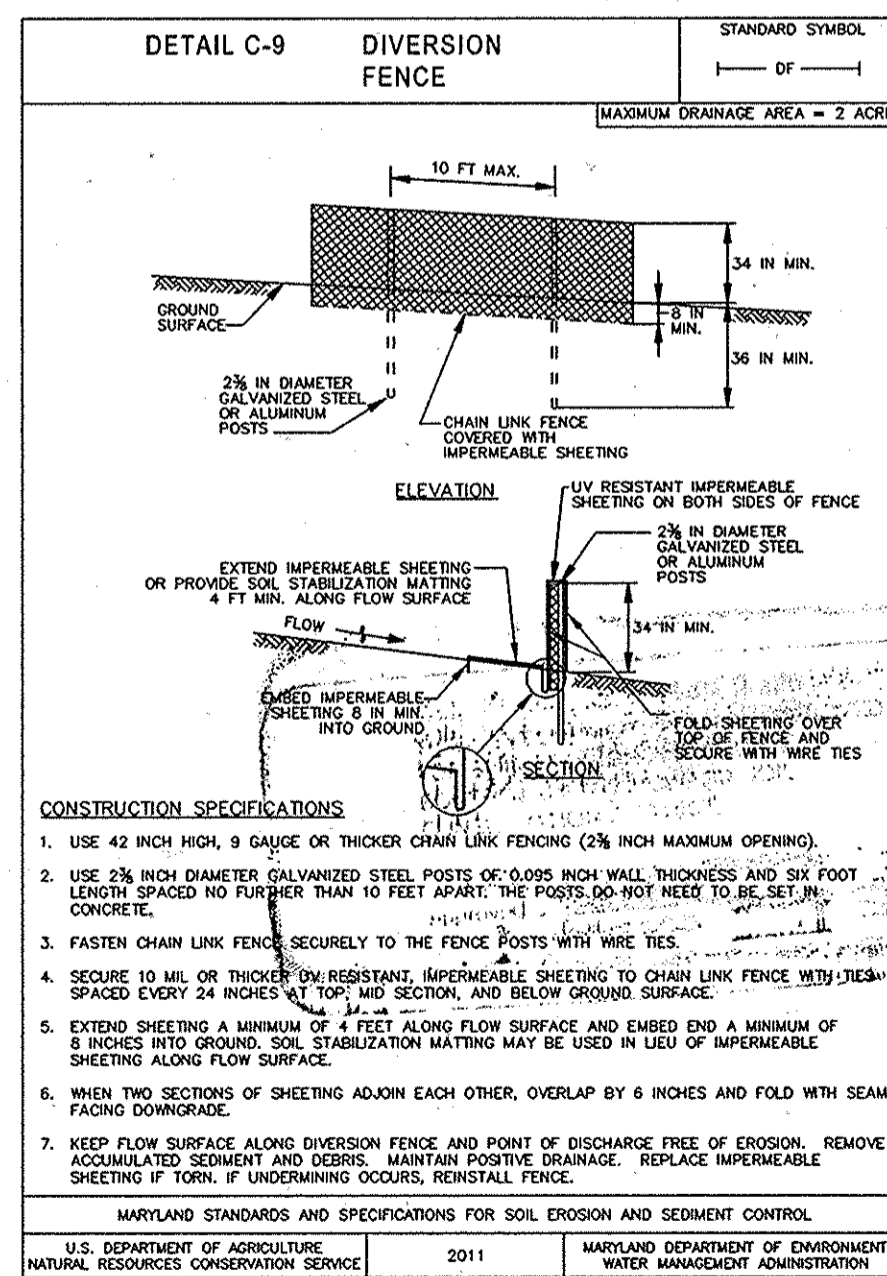 DETAIL C-9 DIVERSION
FENCE
STANDARD SYMBOL
DF
MAXIMUM DRAINAGE AREA = 2 ACRE
10 FT MAX.
34 IN MIN.
8 IN
MIN.
36 IN MIN.
GROUND
SURFACE
2⅜ IN DIAMETER
GALVANIZED STEEL
OR ALUMINUM
POSTS
CHAIN LINK FENCE
COVERED WITH
IMPERMEABLE SHEETING
ELEVATION
UV RESISTANT IMPERMEABLE
SHEETING ON BOTH SIDES OF FENCE
2⅜ IN DIAMETER
GALVANIZED STEEL
OR ALUMINUM
POSTS
EXTEND IMPERMEABLE SHEETING
OR PROVIDE SOIL STABILIZATION MATTING
4 FT MIN. ALONG FLOW SURFACE
FLOW
34 IN MIN.
EMBED IMPERMEABLE
SHEETING 8 IN MIN.
INTO GROUND
FOLD SHEETING OVER
TOP OF FENCE AND
SECURE WITH WIRE TIES
SECTION
CONSTRUCTION SPECIFICATIONS
1. USE 42 INCH HIGH, 9 GAUGE OR THICKER CHAIN LINK FENCING (2⅜ INCH MAXIMUM OPENING).
2. USE 2⅜ INCH DIAMETER GALVANIZED STEEL POSTS OF 0.095 INCH WALL THICKNESS AND SIX FOOT
LENGTH SPACED NO FURTHER THAN 10 FEET APART. THE POSTS DO NOT NEED TO BE SET IN
CONCRETE.
3. FASTEN CHAIN LINK FENCE SECURELY TO THE FENCE POSTS WITH WIRE TIES.
4. SECURE 10 MIL OR THICKER UV RESISTANT, IMPERMEABLE SHEETING TO CHAIN LINK FENCE WITH TIES
SPACED EVERY 24 INCHES AT TOP, MID SECTION, AND BELOW GROUND SURFACE.
5. EXTEND SHEETING A MINIMUM OF 4 FEET ALONG FLOW SURFACE AND EMBED END A MINIMUM OF
8 INCHES INTO GROUND. SOIL STABILIZATION MATTING MAY BE USED IN LIEU OF IMPERMEABLE
SHEETING ALONG FLOW SURFACE.
6. WHEN TWO SECTIONS OF SHEETING ADJOIN EACH OTHER, OVERLAP BY 6 INCHES AND FOLD WITH SEAM
FACING DOWNGRADE.
7. KEEP FLOW SURFACE ALONG DIVERSION FENCE AND POINT OF DISCHARGE FREE OF EROSION. REMOVE
ACCUMULATED SEDIMENT AND DEBRIS. MAINTAIN POSITIVE DRAINAGE. REPLACE IMPERMEABLE
SHEETING IF TORN. IF UNDERMINING OCCURS, REINSTALL FENCE.
MARYLAND STANDARDS AND SPECIFICATIONS FOR SOIL EROSION AND SEDIMENT CONTROL
U.S. DEPARTMENT OF AGRICULTURE
NATURAL RESOURCES CONSERVATION SERVICE
2011
MARYLAND DEPARTMENT OF ENVIRONMENT
WATER MANAGEMENT ADMINISTRATION